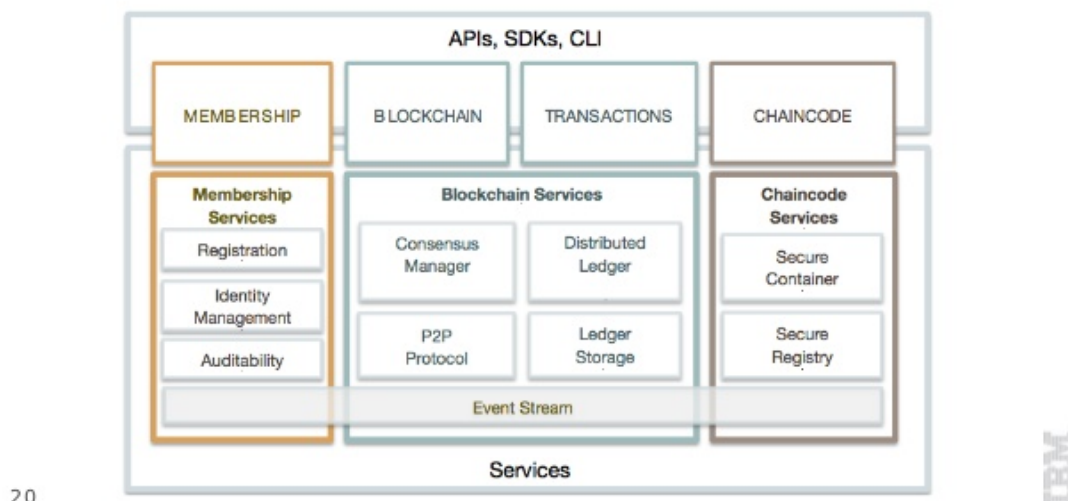 APIs, SDKs, CLI
MEMBERSHIP
BLOCKCHAIN
TRANSACTIONS
CHAINCODE
Membership
Services
Registration
Identity
Management
Auditability
Blockchain Services
Consensus
Manager
Distributed
Ledger
P2P
Protocol
Ledger
Storage
Chaincode
Services
Secure
Container
Secure
Registry
Event Stream
Services
20
IBM